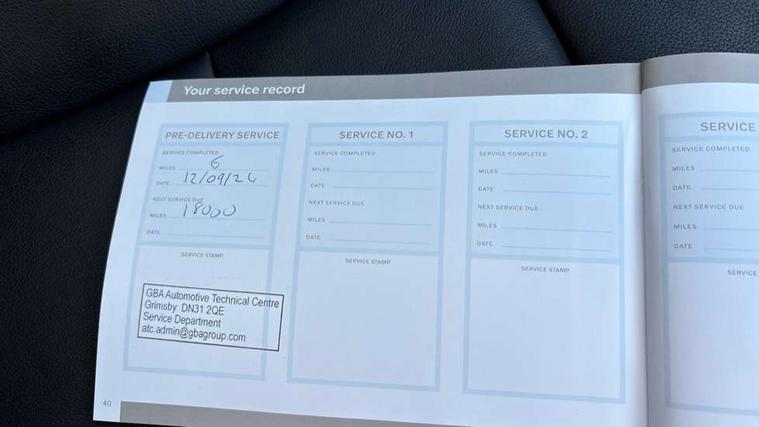 Your service record
PRE-DELIVERY SERVICE
SERVICE COMPLETED
MILES 6
DATE 12/09/24
NEXT SERVICE DUE
MILES 18000
DATE
SERVICE STAMP
GBA Automotive Technical Centre
Grimsby DN31 2QE
Service Department
atc.admin@gbagroup.com
SERVICE NO. 1
SERVICE COMPLETED
MILES
DATE
NEXT SERVICE DUE
MILES
DATE
SERVICE STAMP
SERVICE NO. 2
SERVICE COMPLETED
MILES
DATE
NEXT SERVICE DUE
MILES
DATE
SERVICE STAMP
SERVICE
SERVICE COMPLETED
MILES
DATE
NEXT SERVICE DUE
MILES
DATE
SERVICE
40